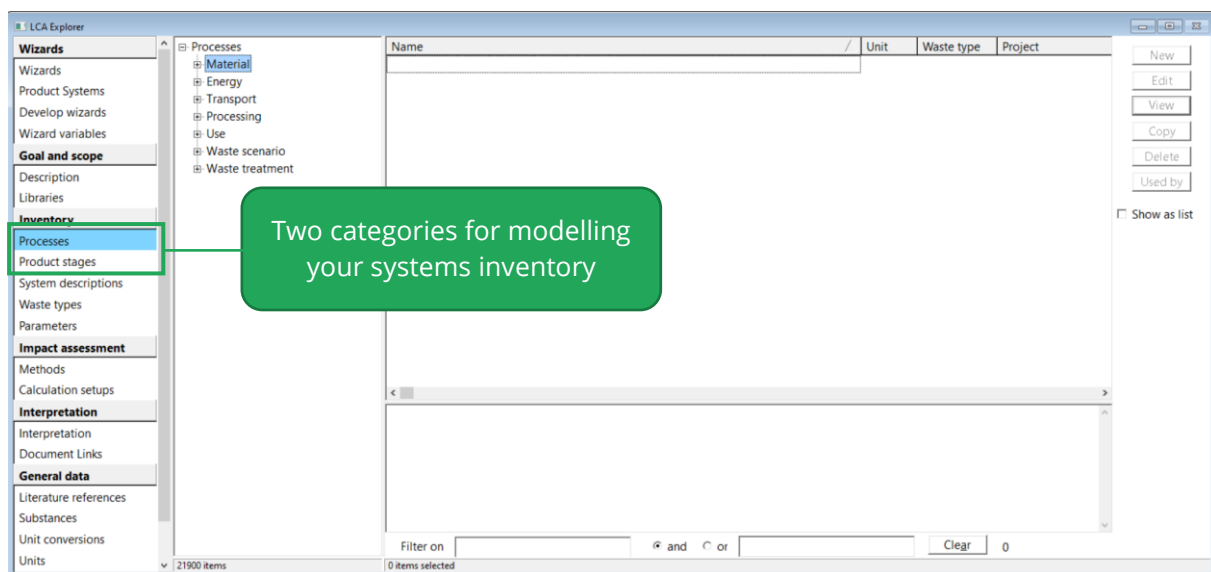 LCA Explorer
Wizards
Wizards
Product Systems
Develop wizards
Wizard variables
Goal and scope
Description
Libraries
Inventory
Processes
Product stages
System descriptions
Waste types
Parameters
Impact assessment
Methods
Calculation setups
Interpretation
Interpretation
Document Links
General data
Literature references
Substances
Unit conversions
Units
Processes
Material
Energy
Transport
Processing
Use
Waste scenario
Waste treatment
21900 items
Name / Unit Waste type Project
Two categories for modelling
your systems inventory
Filter on and or Clear 0
0 items selected
New
Edit
View
Copy
Delete
Used by
Show as list